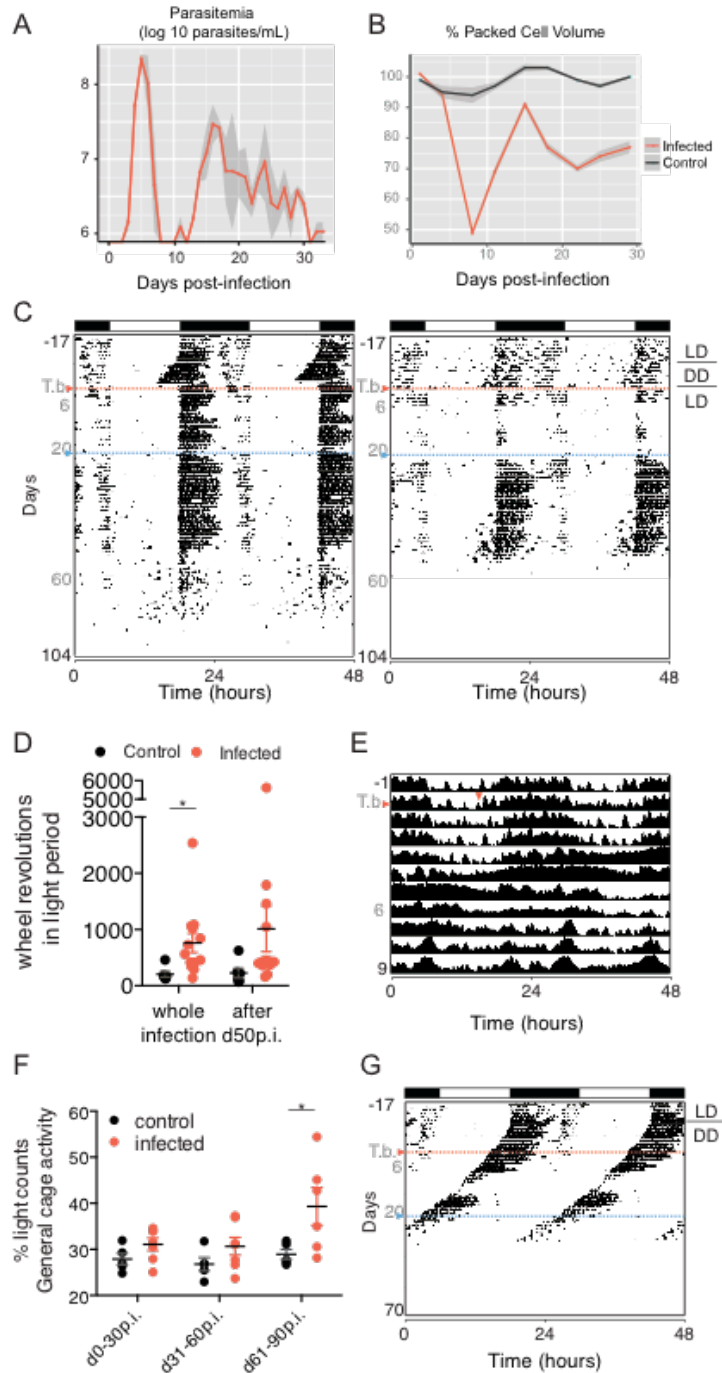 A
Parasitemia
(log 10 parasites/mL)
8
7
6
0
10
20
30
Days post-infection
B
% Packed Cell Volume
100
90
80
70
60
50
0
10
20
30
Infected
Control
Days post-infection
C
-17
T.b
6
20
60
104
Days
0
24
48
Time (hours)
-17
LD
DD
LD
T.b
6
20
60
104
0
24
48
Time (hours)
D
Control
Infected
6000
5000
3000
2000
1000
0
*
wheel revolutions
in light period
whole
infection
after
d50p.i.
E
-1
T.b
6
9
0
24
48
Time (hours)
F
control
infected
60
50
40
30
20
*
% light counts
General cage activity
d0-30p.i.
d31-60p.i.
d61-90p.i.
G
-17
LD
DD
T.b
6
20
70
Days
0
24
48
Time (hours)